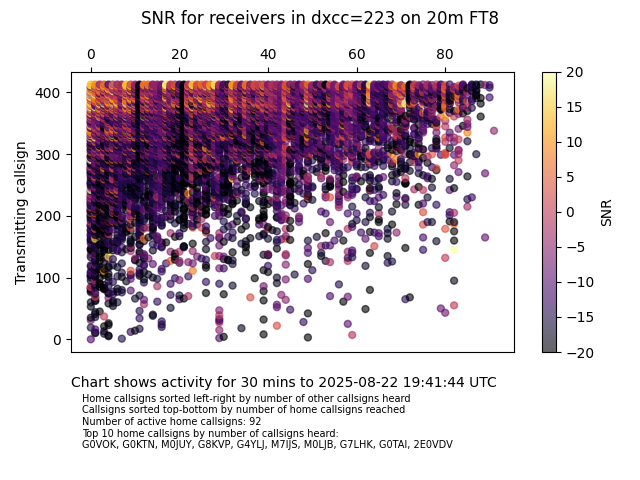 SNR for receivers in dxcc=223 on 20m FT8
0 20 40 60 80
400
300
200
100
0
Transmitting callsign
20
15
10
5
0
−5
−10
−15
−20
SNR
Chart shows activity for 30 mins to 2025-08-22 19:41:44 UTC
Home callsigns sorted left-right by number of other callsigns heard
Callsigns sorted top-bottom by number of home callsigns reached
Number of active home callsigns: 92
Top 10 home callsigns by number of callsigns heard:
G0VOK, G0KTN, M0JUY, G8KVP, G4YLJ, M7IJS, M0LJB, G7LHK, G0TAI, 2E0VDV